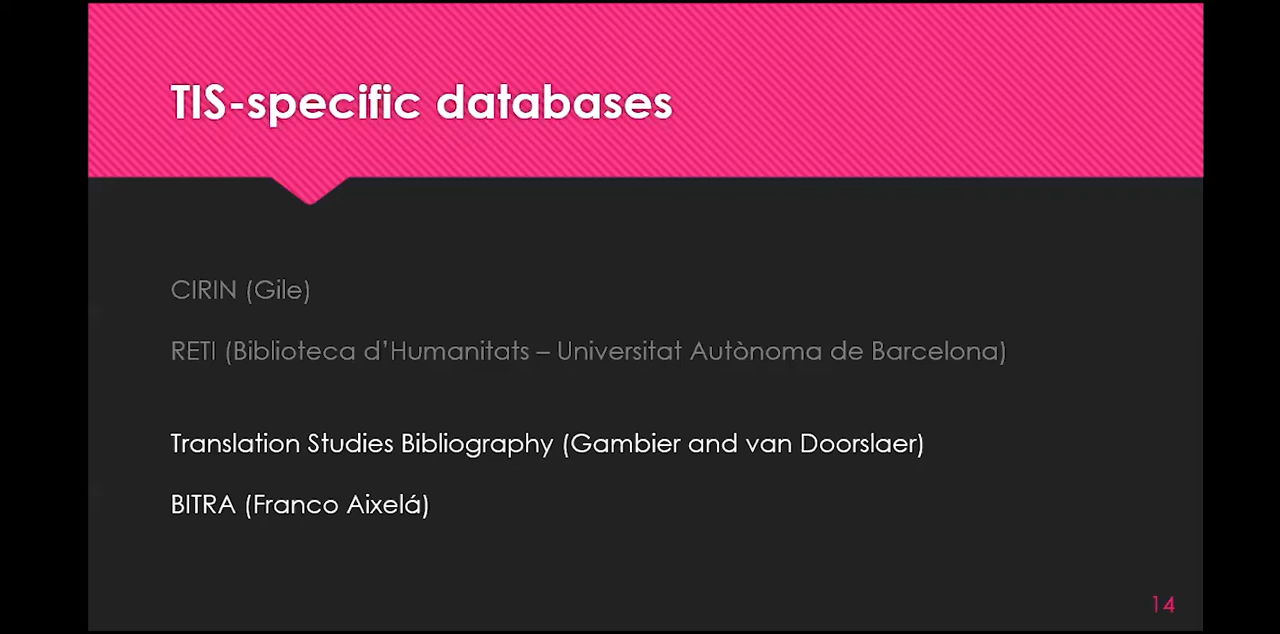 TIS-specific databases
CIRIN (Gile)
RETI (Biblioteca d’Humanitats – Universitat Autònoma de Barcelona)
Translation Studies Bibliography (Gambier and van Doorslaer)
BITRA (Franco Aixelá)
14